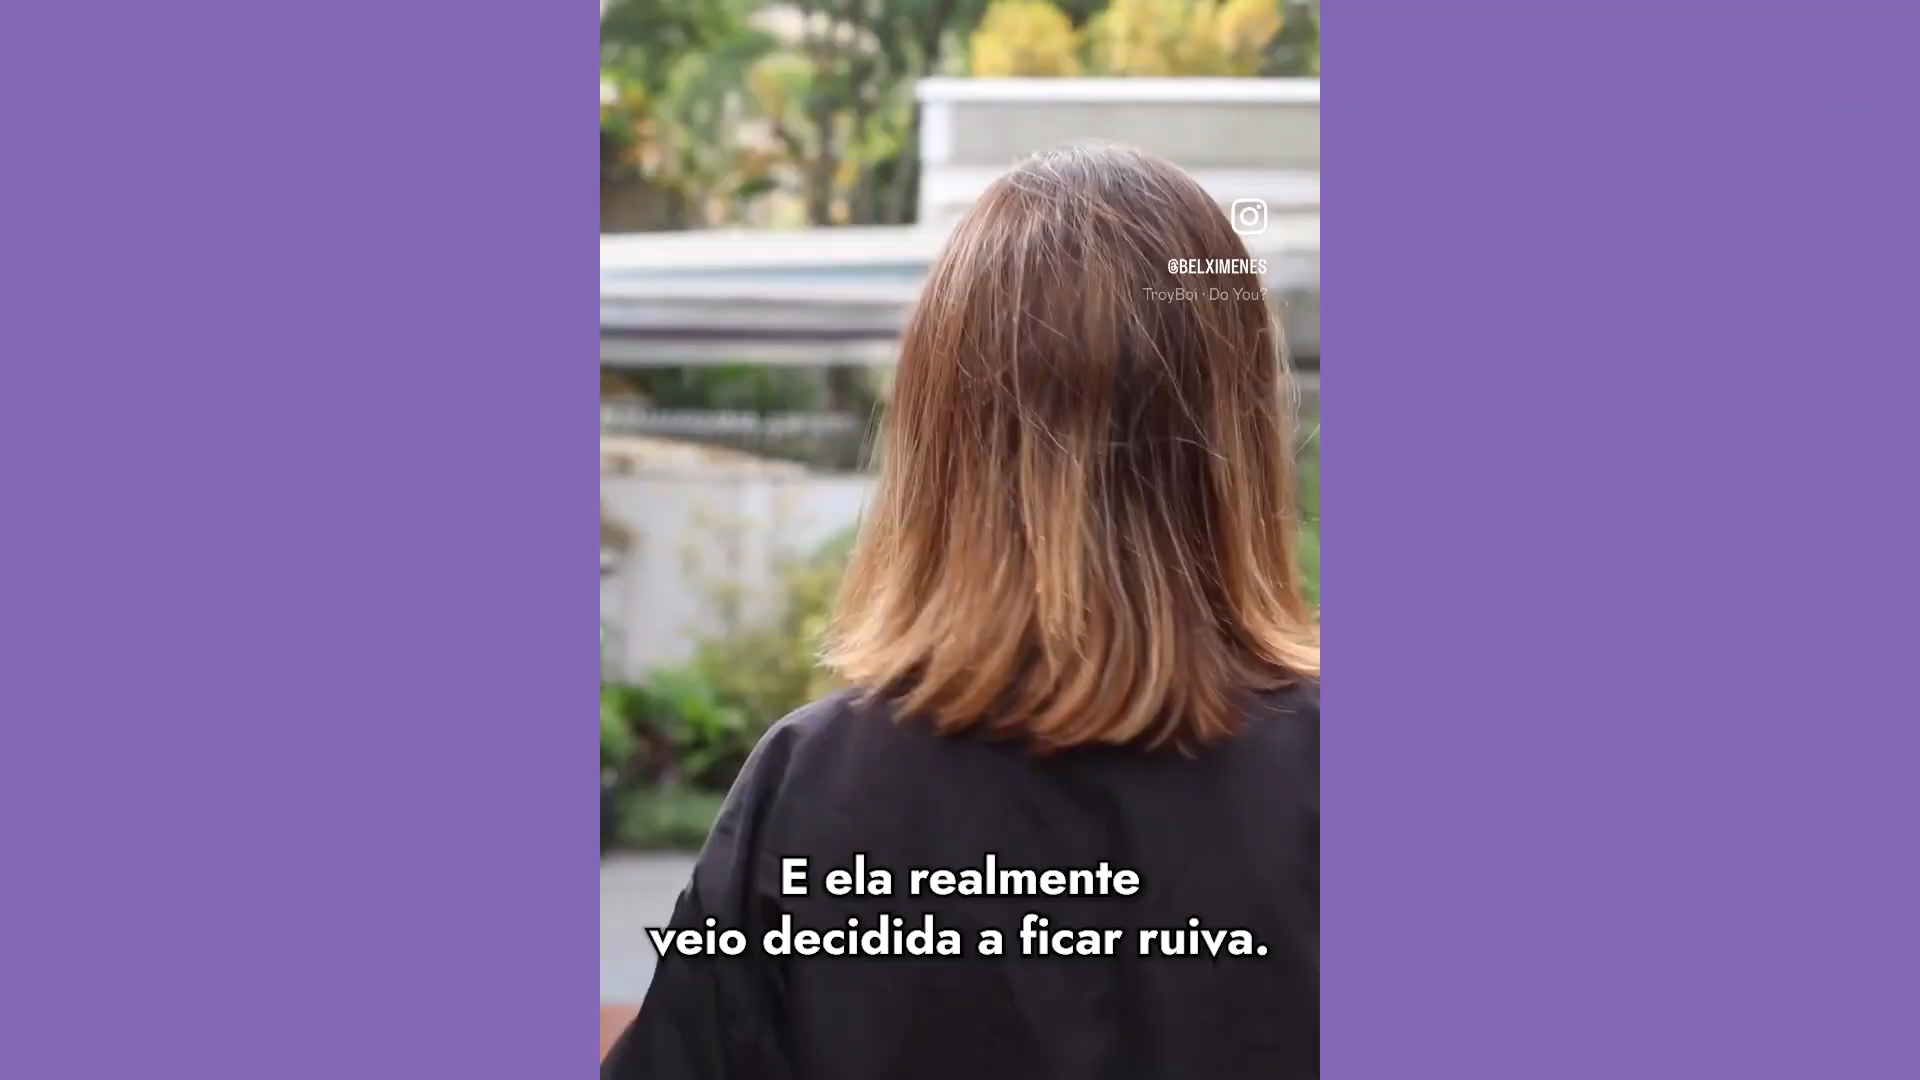 @BELXIMENES
TroyBoi · Do You?
E ela realmente
veio decidida a ficar ruiva.